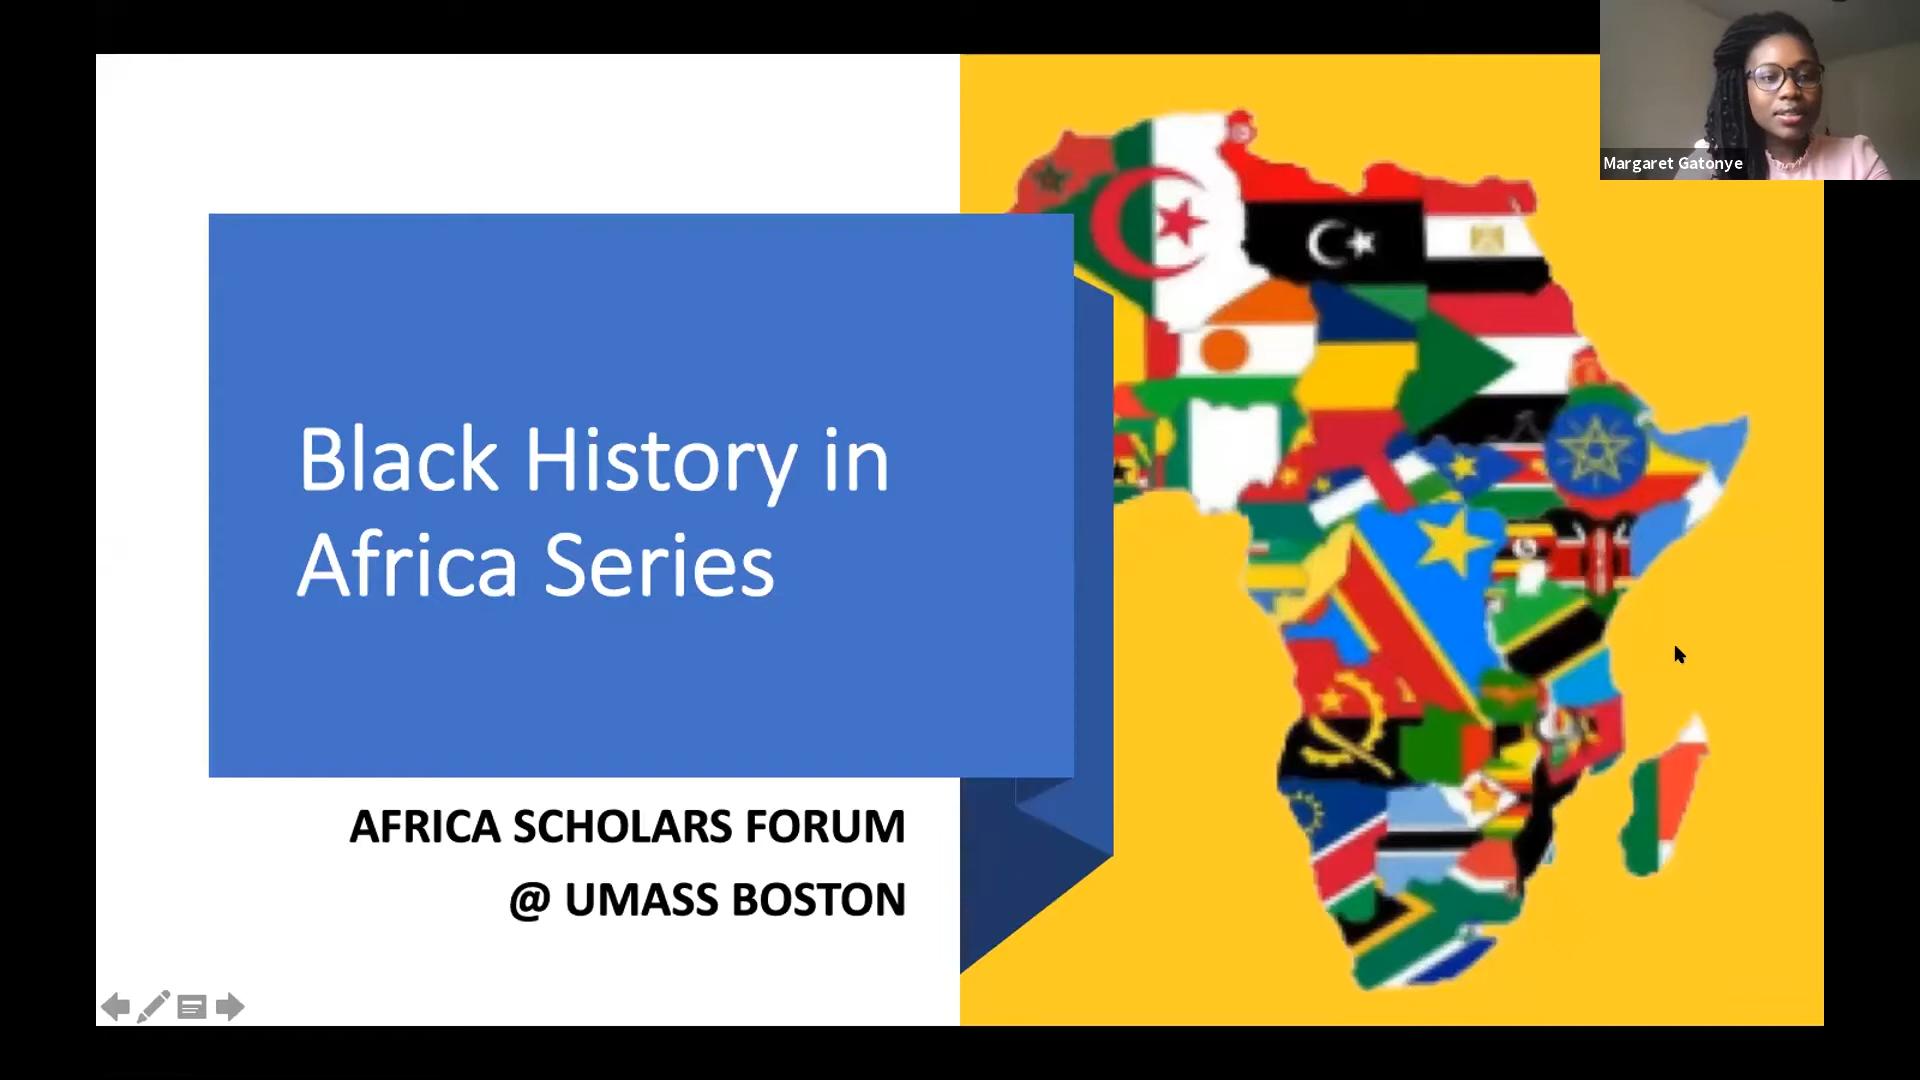 Margaret Gatonye
Black History in
Africa Series
AFRICA SCHOLARS FORUM
@ UMASS BOSTON